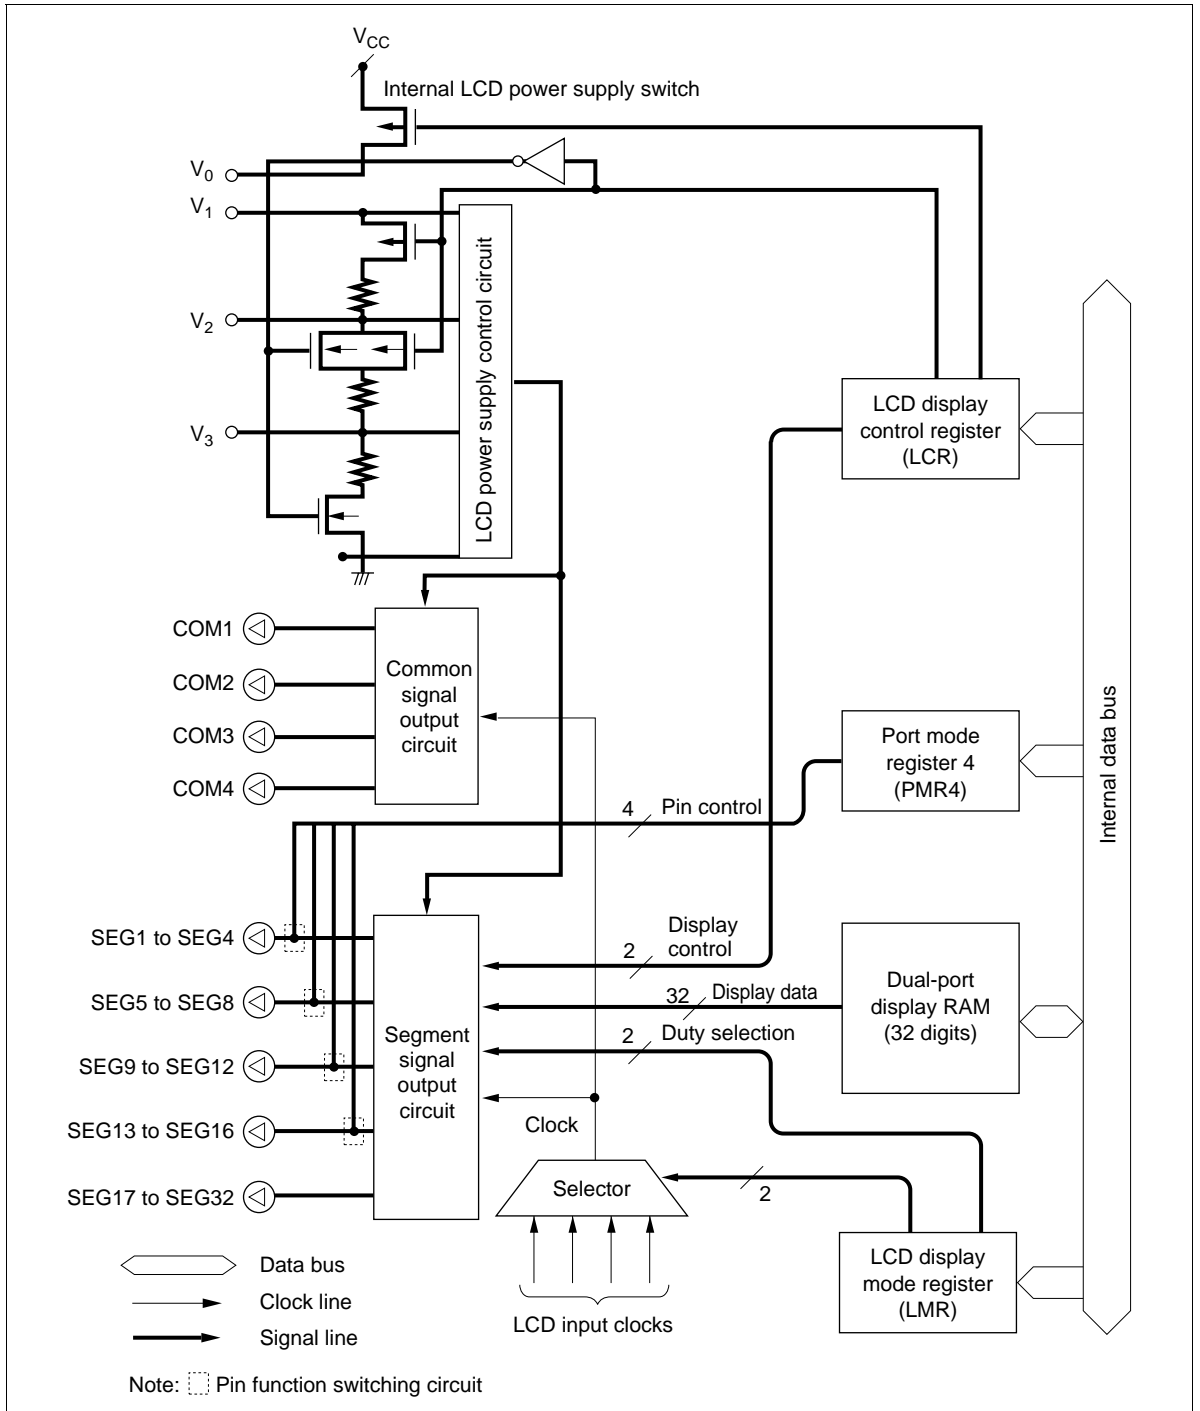 VCC
Internal LCD power supply switch
V0
V1
V2
V3
LCD power supply control circuit
LCD display
control register
(LCR)
Internal data bus
COM1
COM2
COM3
COM4
Common
signal
output
circuit
Port mode
register 4
(PMR4)
4
Pin control
SEG1 to SEG4
SEG5 to SEG8
SEG9 to SEG12
SEG13 to SEG16
SEG17 to SEG32
Segment
signal
output
circuit
Display
control
2
32
Display data
2
Duty selection
Dual-port
display RAM
(32 digits)
Clock
Selector
2
LCD display
mode register
(LMR)
LCD input clocks
Data bus
Clock line
Signal line
Note: Pin function switching circuit